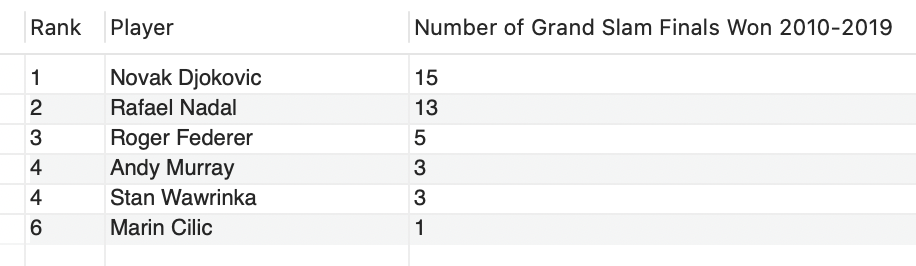 Rank Player Number of Grand Slam Finals Won 2010-2019
1 Novak Djokovic 15
2 Rafael Nadal 13
3 Roger Federer 5
4 Andy Murray 3
4 Stan Wawrinka 3
6 Marin Cilic 1